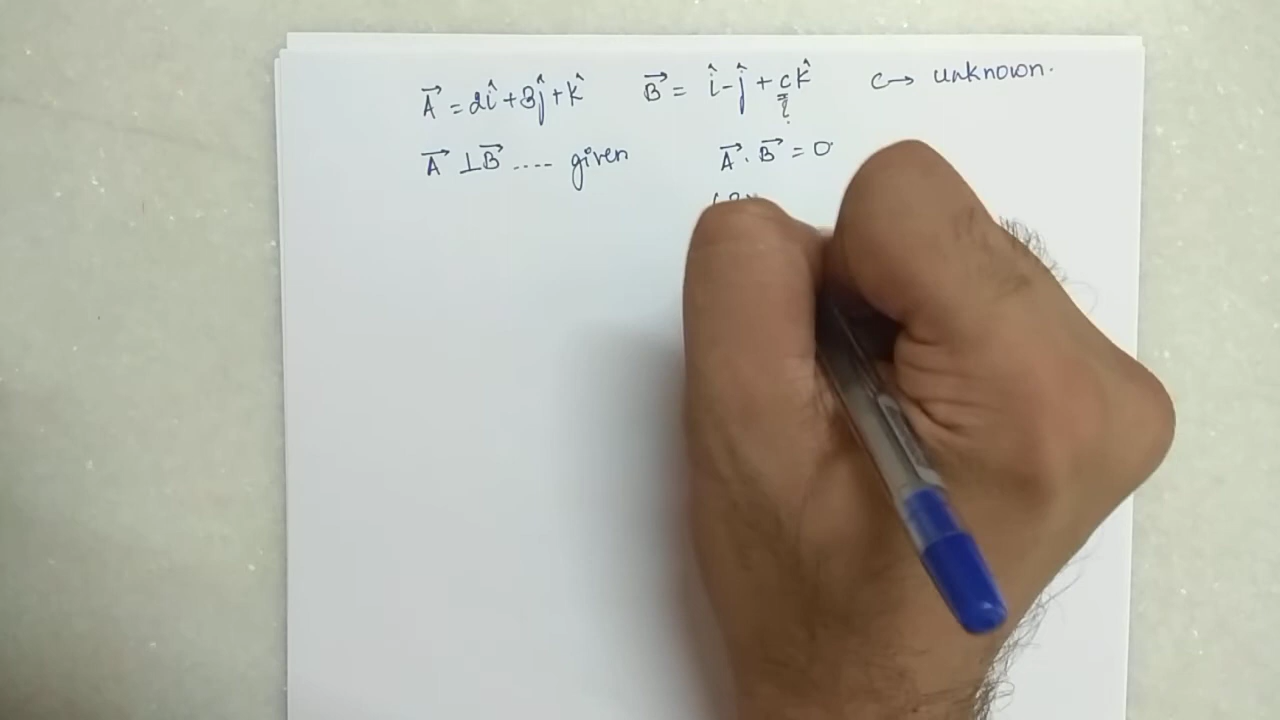 A⃗ = 2î + 3ĵ + k̂ B⃗ = î - ĵ + ck̂ c → unknown.
?
A⃗ ⊥ B⃗ .... given A⃗ . B⃗ = 0